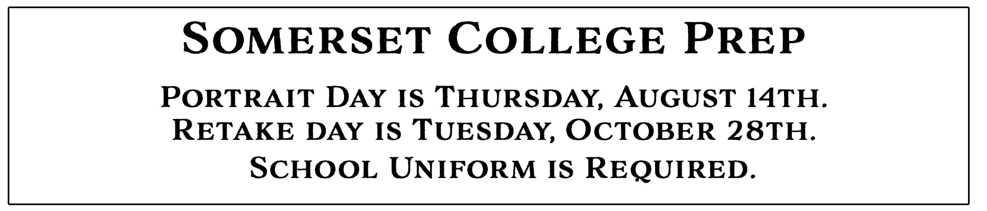 Somerset College Prep
Portrait Day is Thursday, August 14th.
Retake day is Tuesday, October 28th.
School Uniform is Required.